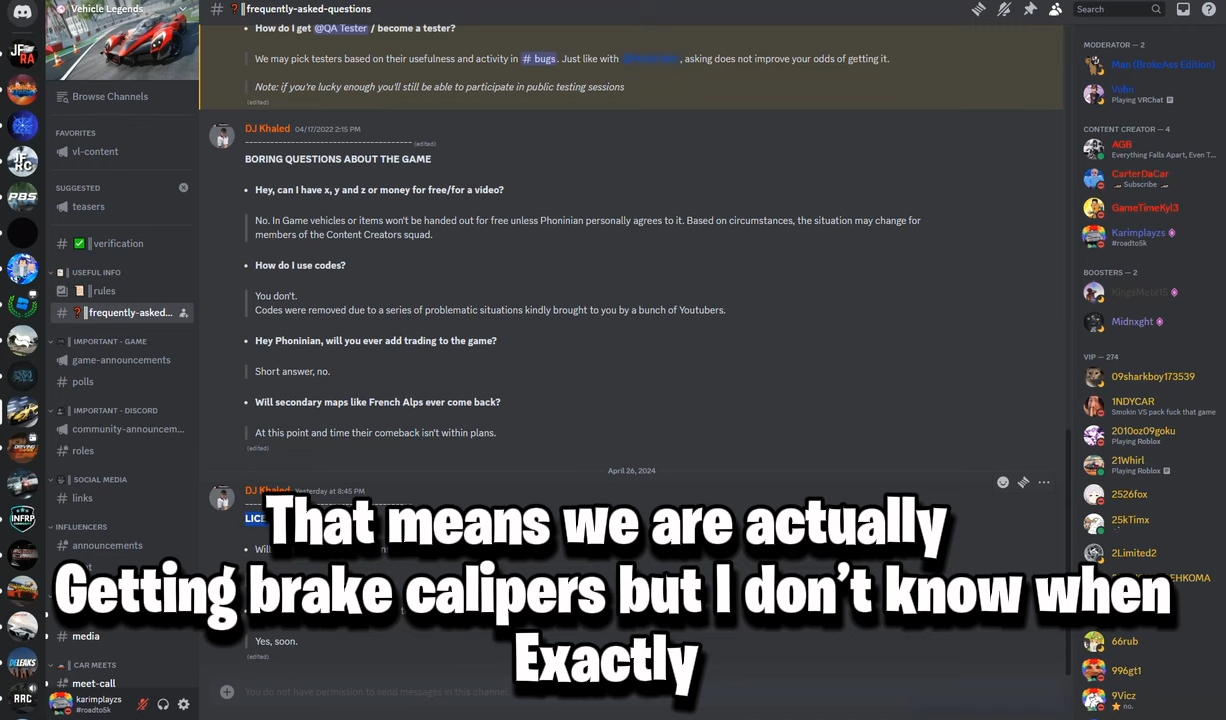 Vehicle Legends
❓║frequently-asked-questions
Search
Browse Channels
FAVORITES
vl-content
SUGGESTED
teasers
✅║verification
USEFUL INFO
📜║rules
❓║frequently-asked...
IMPORTANT - GAME
game-announcements
polls
IMPORTANT - DISCORD
community-announcem...
roles
SOCIAL MEDIA
links
INFLUENCERS
announcements
media
CAR MEETS
meet-call
karimplayzs
#roadto5k
• How do I get @QA Tester / become a tester?
We may pick testers based on their usefulness and activity in # bugs. Just like with , asking does not improve your odds of getting it.
Note: if you're lucky enough you'll still be able to participate in public testing sessions
(edited)
DJ Khaled 04/17/2022 2:15 PM
------------------------------------ (edited)
BORING QUESTIONS ABOUT THE GAME
• Hey, can I have x, y and z or money for free/for a video?
No. In Game vehicles or items won't be handed out for free unless Phoninian personally agrees to it. Based on circumstances, the situation may change for
members of the Content Creators squad.
• How do I use codes?
You don't.
Codes were removed due to a series of problematic situations kindly brought to you by a bunch of Youtubers.
• Hey Phoninian, will you ever add trading to the game?
Short answer, no.
• Will secondary maps like French Alps ever come back?
At this point and time their comeback isn't within plans.
(edited)
April 26, 2024
DJ Khaled Yesterday at 8:45 PM
LICE
• Will
That means we are actually
Getting brake calipers but I don't know when
Exactly
Yes, soon.
(edited)
You do not have permission to send messages in this channel.
MODERATOR — 2
Man (BrokeAss Edition)
Vohn
Playing VRChat
CONTENT CREATOR — 4
AGB
Everything Falls Apart, Even T...
CarterDaCar
Subscribe
GameTimeKyl3
Karimplayzs
#roadto5k
BOOSTERS — 2
KingsMete15
Midnxght
VIP — 274
09sharkboy173539
1NDYCAR
Smokin VS pack fuck that game
2010oz09goku
Playing Roblox
21Whirl
Playing Roblox
2526fox
25kTimx
2Limited2
66rub
996gt1
9Vicz
⭐ no.
JF
RA
JF
RC
PBS
INFRP
DELEAKS
RRC